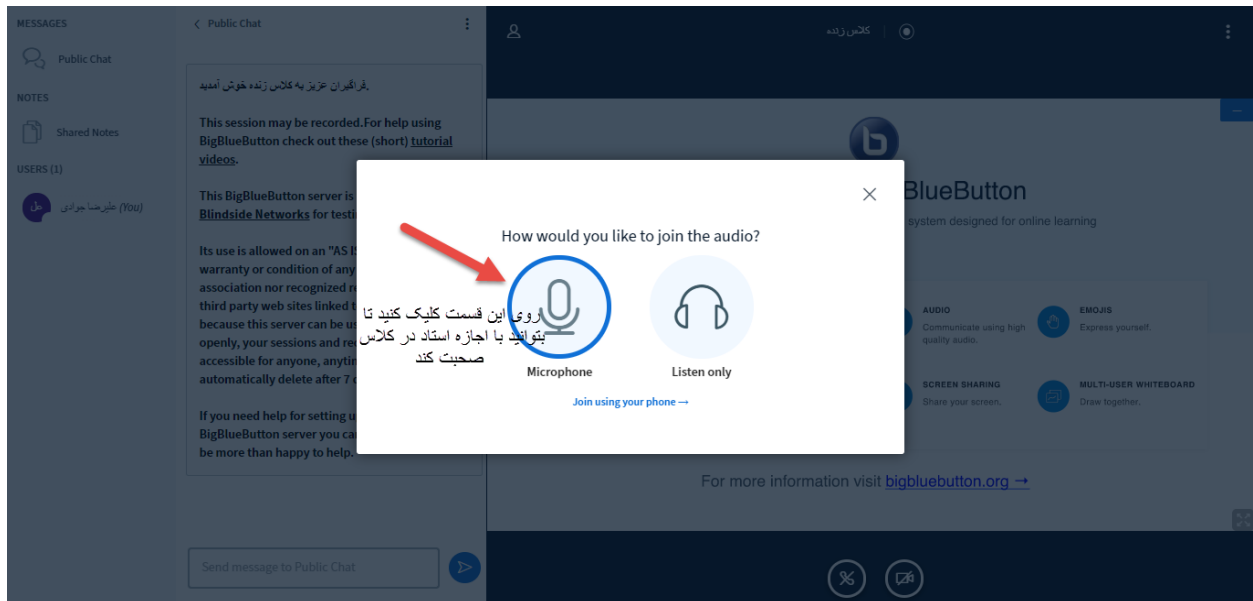 MESSAGES
Public Chat
NOTES
Shared Notes
USERS (1)
علیرضا جوادی (You)
Public Chat
فراگیران عزیز به کلاس زنده خوش آمدید.
This session may be recorded.For help using
BigBlueButton check out these (short) tutorial
videos.
This BigBlueButton server is
Blindside Networks for testi
Its use is allowed on an "AS IS
warranty or condition of any
association nor recognized re
third party web sites linked t
because this server can be us
openly, your sessions and re
accessible for anyone, anytin
automatically delete after 7 d
If you need help for setting u
BigBlueButton server you ca
be more than happy to help.
Send message to Public Chat
کلاس زنده
BlueButton
system designed for online learning
AUDIO
Communicate using high
quality audio.
EMOJIS
Express yourself.
SCREEN SHARING
Share your screen.
MULTI-USER WHITEBOARD
Draw together.
For more information visit bigbluebutton.org →
How would you like to join the audio?
روی این قسمت کلیک کنید تا
بتوانید با اجازه استاد در کلاس
صحبت کند
Microphone
Listen only
Join using your phone →